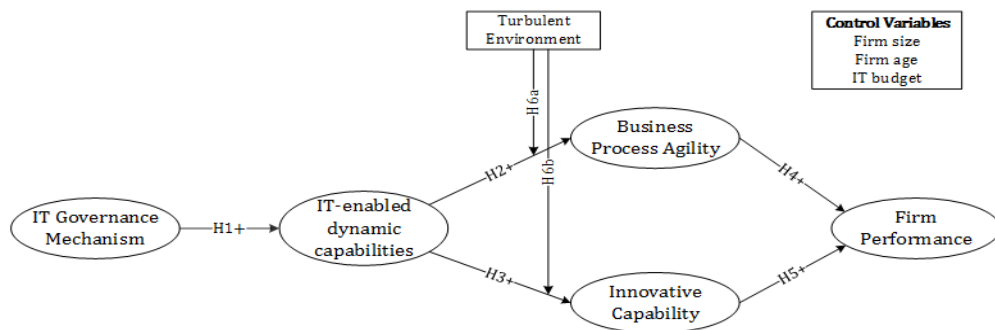 Turbulent
Environment
Control Variables
Firm size
Firm age
IT budget
H6a
H6b
Business
Process Agility
H2+
H4+
IT Governance
Mechanism
H1+
IT-enabled
dynamic
capabilities
Firm
Performance
H3+
H5+
Innovative
Capability